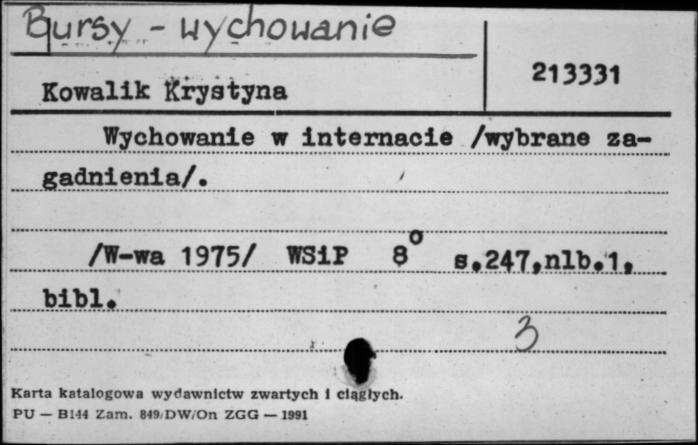 Bursy - wychowanie
213331
Kowalik Krystyna
Wychowanie w internacie /wybrane za-
gadnienia/.
/W-wa 1975/ WSiP 8° s.247,nlb.1,
bibl.
3
Karta katalogowa wydawnictw zwartych i ciągłych.
PU — B144 Zam. 849/DW/On ZGG — 1991